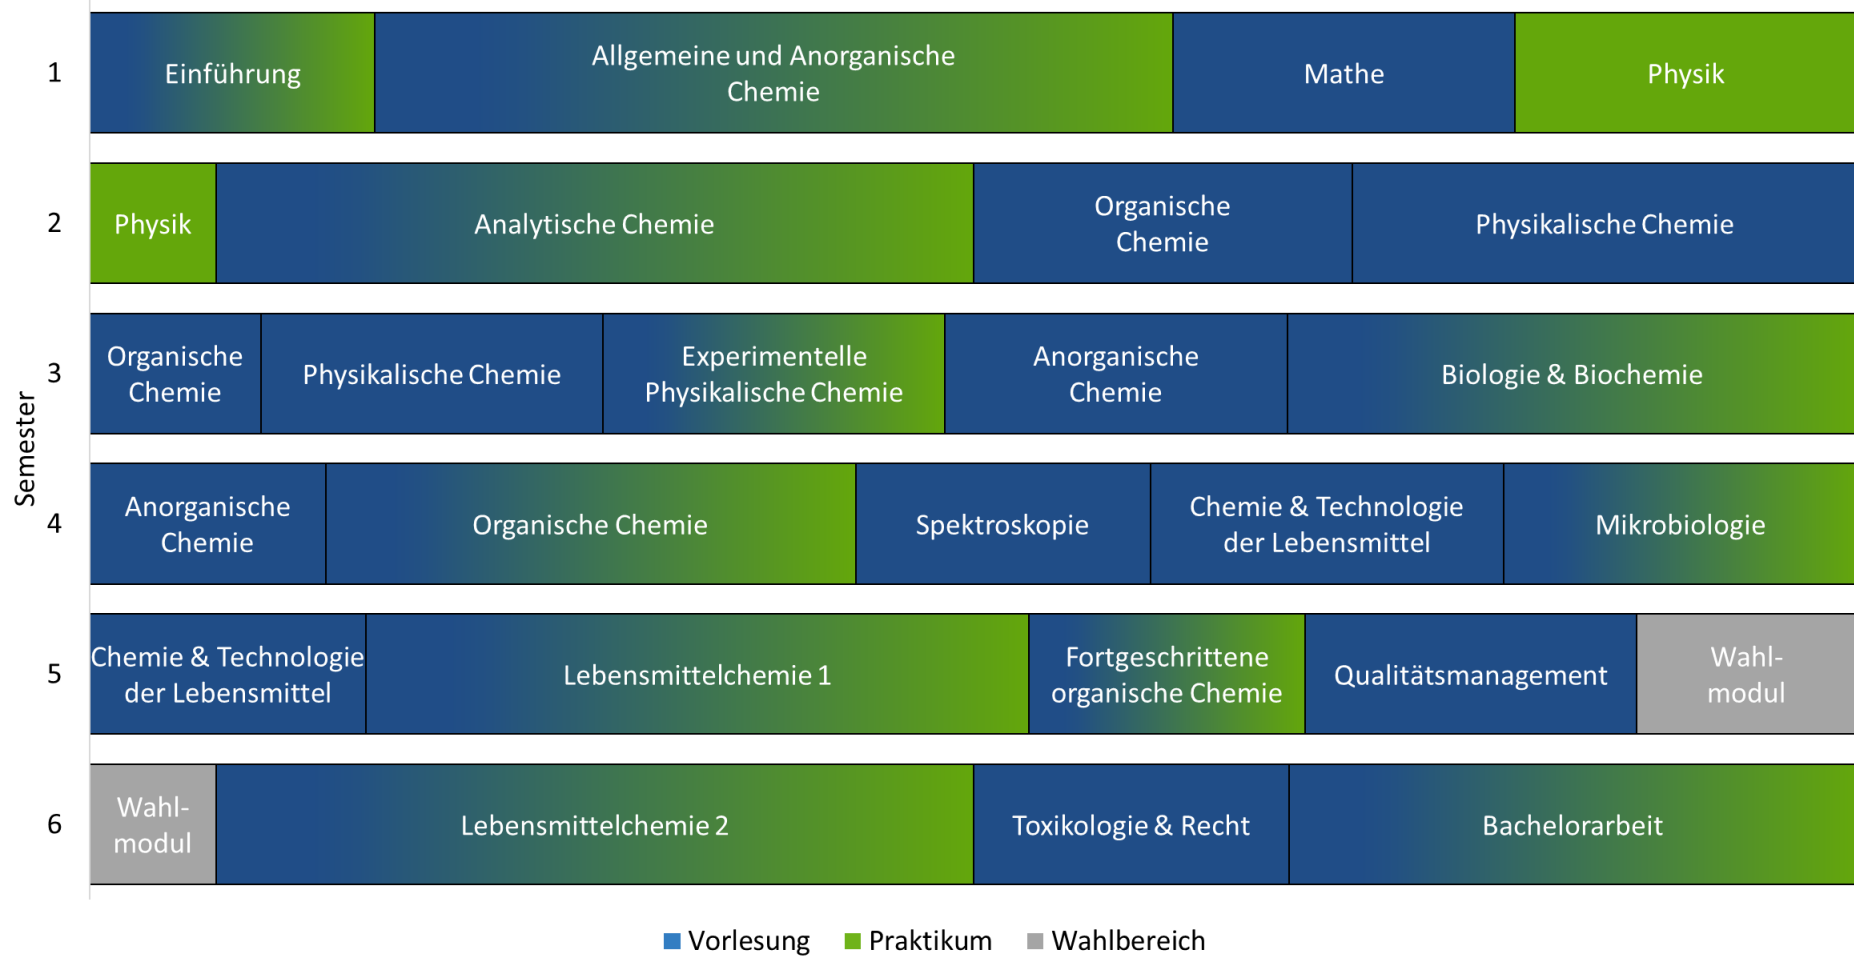 Semester
1
Einführung
Allgemeine und Anorganische
Chemie
Mathe
Physik
2
Physik
Analytische Chemie
Organische
Chemie
Physikalische Chemie
3
Organische
Chemie
Physikalische Chemie
Experimentelle
Physikalische Chemie
Anorganische
Chemie
Biologie & Biochemie
4
Anorganische
Chemie
Organische Chemie
Spektroskopie
Chemie & Technologie
der Lebensmittel
Mikrobiologie
5
Chemie & Technologie
der Lebensmittel
Lebensmittelchemie 1
Fortgeschrittene
organische Chemie
Qualitätsmanagement
Wahl-
modul
6
Wahl-
modul
Lebensmittelchemie 2
Toxikologie & Recht
Bachelorarbeit
Vorlesung
Praktikum
Wahlbereich